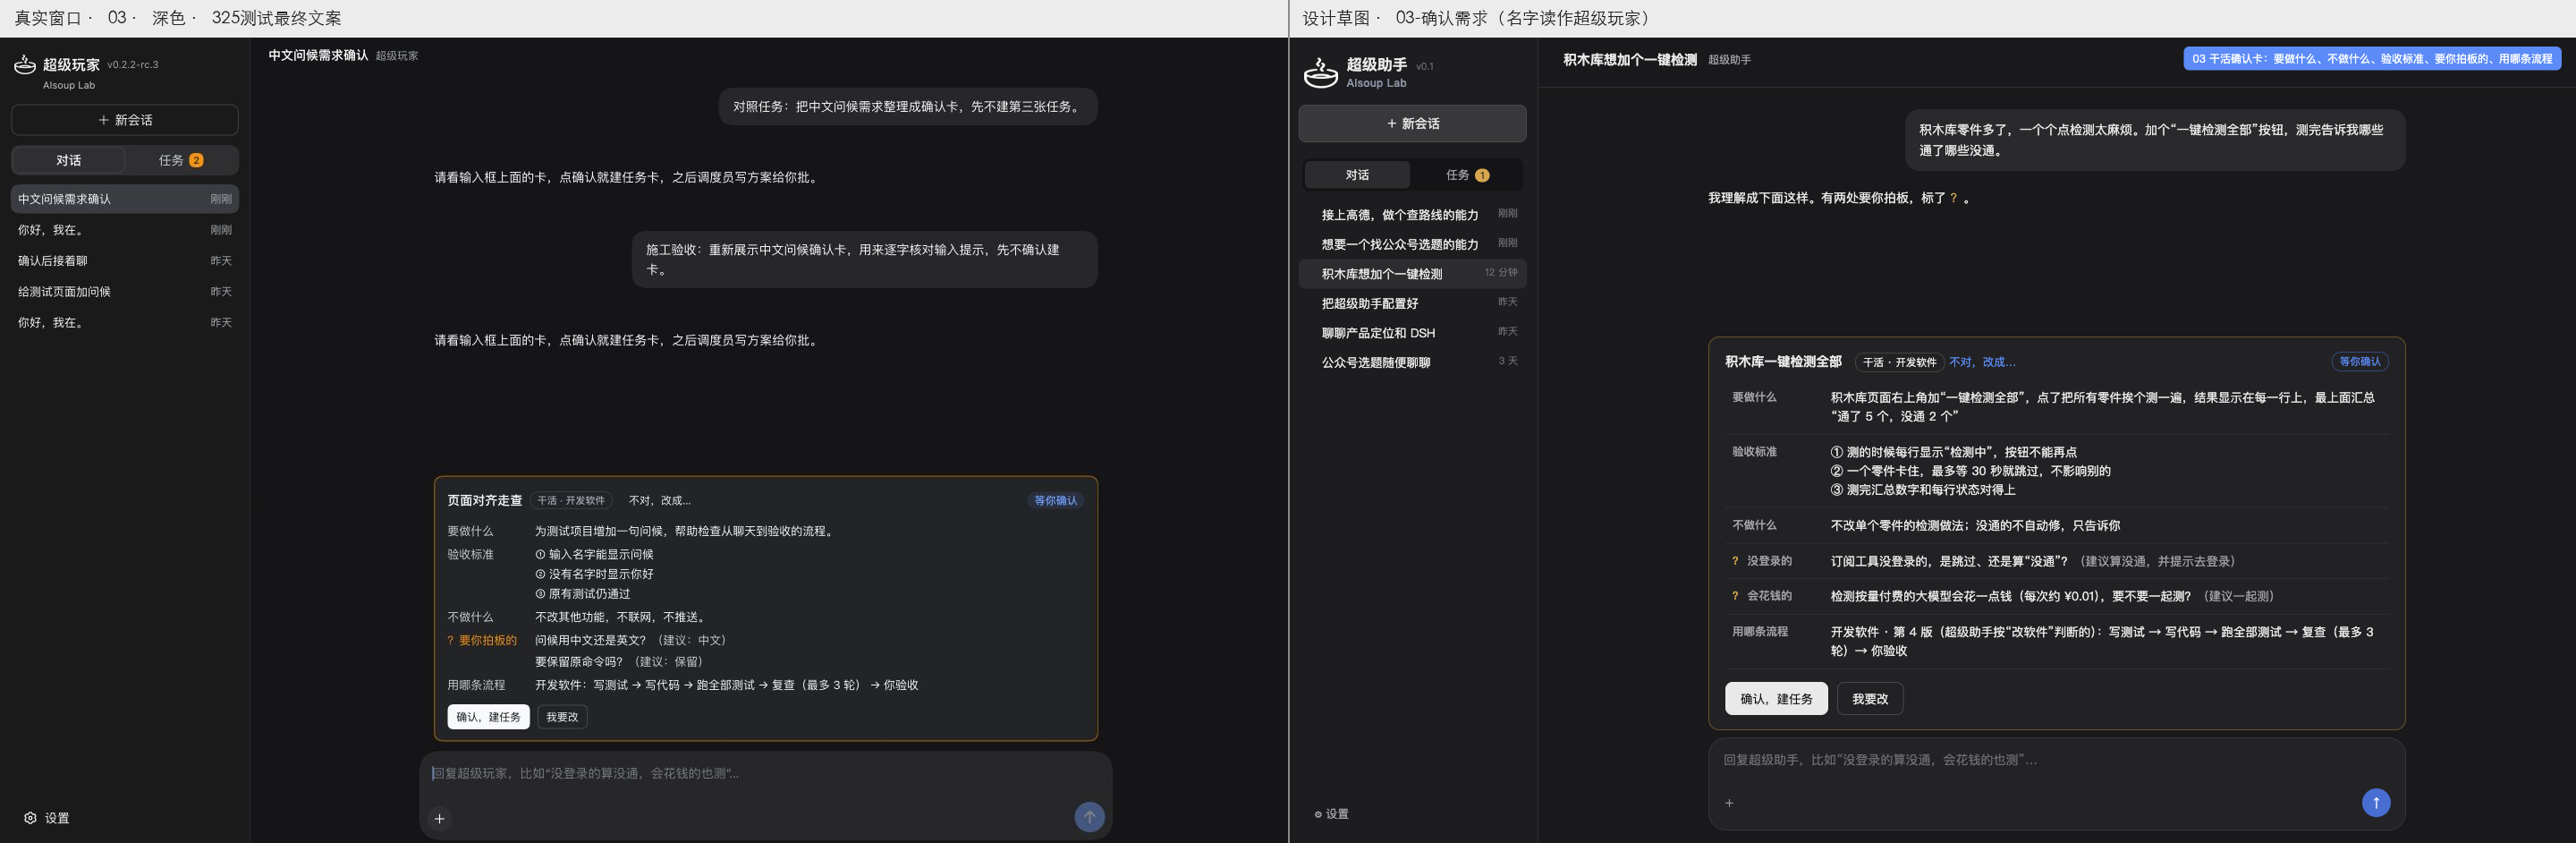 真实窗口 · 03 · 深色 · 325测试最终文案
超级玩家 v0.2.2-rc.3
AIsoup Lab
+ 新会话
对话 任务 2
中文问候需求确认 刚刚
你好，我在。 刚刚
确认后接着聊 昨天
给测试页面加问候 昨天
你好，我在。 昨天
设置
中文问候需求确认 超级玩家
对照任务：把中文问候需求整理成确认卡，先不建第三张任务。
请看输入框上面的卡，点确认就建任务卡，之后调度员写方案给你批。
施工验收：重新展示中文问候确认卡，用来逐字核对输入提示，先不确认建
卡。
请看输入框上面的卡，点确认就建任务卡，之后调度员写方案给你批。
页面对齐走查 干活 · 开发软件 不对，改成... 等你确认
要做什么 为测试项目增加一句问候，帮助检查从聊天到验收的流程。
验收标准 ① 输入名字能显示问候
② 没有名字时显示你好
③ 原有测试仍通过
不做什么 不改其他功能，不联网，不推送。
? 要你拍板的 问候用中文还是英文？（建议：中文）
要保留原命令吗？（建议：保留）
用哪条流程 开发软件：写测试 → 写代码 → 跑全部测试 → 复查（最多 3 轮） → 你验收
确认，建任务 我要改
回复超级玩家，比如“没登录的算没通，会花钱的也测”...
+
设计草图 · 03-确认需求（名字读作超级玩家）
超级助手 v0.1
AIsoup Lab
+ 新会话
对话 任务 1
接上高德，做个查路线的能力 刚刚
想要一个找公众号选题的能力 刚刚
积木库想加个一键检测 12 分钟
把超级助手配置好 昨天
聊聊产品定位和 DSH 昨天
公众号选题随便聊聊 3 天
设置
积木库想加个一键检测 超级助手
03 干活确认卡：要做什么、不做什么、验收标准、要你拍板的、用哪条流程
积木库零件多了，一个个点检测太麻烦。加个“一键检测全部”按钮，测完告诉我哪些
通了哪些没通。
我理解成下面这样。有两处要你拍板，标了 ? 。
积木库一键检测全部 干活 · 开发软件 不对，改成... 等你确认
要做什么 积木库页面右上角加“一键检测全部”，点了把所有零件挨个测一遍，结果显示在每一行上，最上面汇总
“通了 5 个，没通 2 个”
验收标准 ① 测的时候每行显示“检测中”，按钮不能再点
② 一个零件卡住，最多等 30 秒就跳过，不影响别的
③ 测完汇总数字和每行状态对得上
不做什么 不改单个零件的检测做法；没通的不自动修，只告诉你
? 没登录的 订阅工具没登录的，是跳过、还是算“没通”？（建议算没通，并提示去登录）
? 会花钱的 检测按量付费的大模型会花一点钱（每次约 ¥0.01），要不要一起测？（建议一起测）
用哪条流程 开发软件 · 第 4 版（超级助手按“改软件”判断的）：写测试 → 写代码 → 跑全部测试 → 复查（最多 3
轮）→ 你验收
确认，建任务 我要改
回复超级助手，比如“没登录的算没通，会花钱的也测”...
+